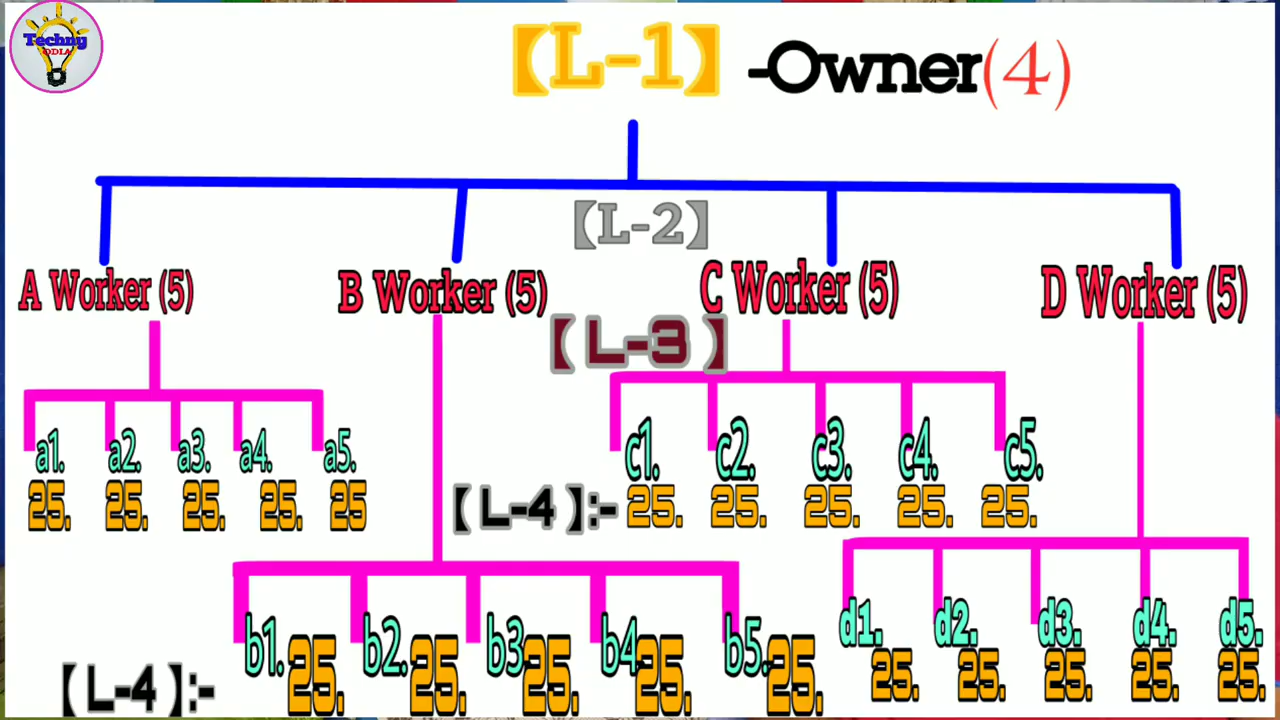 Techny
ODIA
【L-1】 -Owner(4)
【L-2】
A Worker (5) B Worker (5) C Worker (5) D Worker (5)
【 L-3 】
a1. a2. a3. a4. a5.
25. 25. 25. 25. 25
c1. c2. c3. c4. c5.
【 L-4 】:- 25. 25. 25. 25. 25.
b1. b2. b3 b4 b5.
25. 25. 25. 25. 25.
d1. d2. d3. d4. d5.
25. 25. 25. 25. 25.
【 L-4 】:-